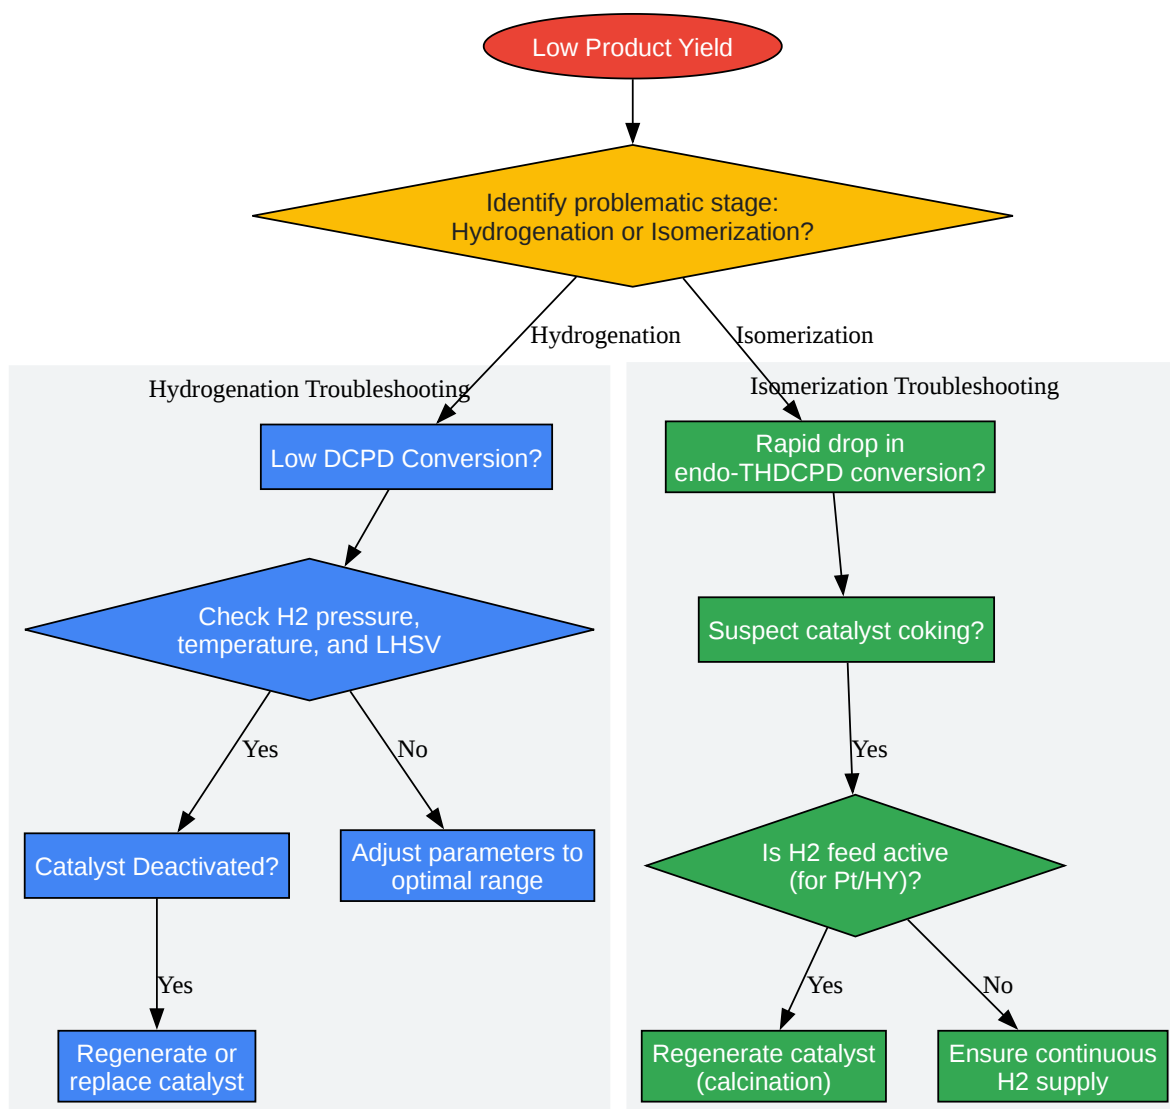 Low Product Yield
Identify problematic stage:
Hydrogenation or Isomerization?
Hydrogenation
Isomerization
Hydrogenation Troubleshooting
Low DCPD Conversion?
Check H2 pressure,
temperature, and LHSV
Yes
No
Catalyst Deactivated?
Adjust parameters to
optimal range
Yes
Regenerate or
replace catalyst
Isomerization Troubleshooting
Rapid drop in
endo-THDCPD conversion?
Suspect catalyst coking?
Yes
Is H2 feed active
(for Pt/HY)?
Yes
No
Regenerate catalyst
(calcination)
Ensure continuous
H2 supply